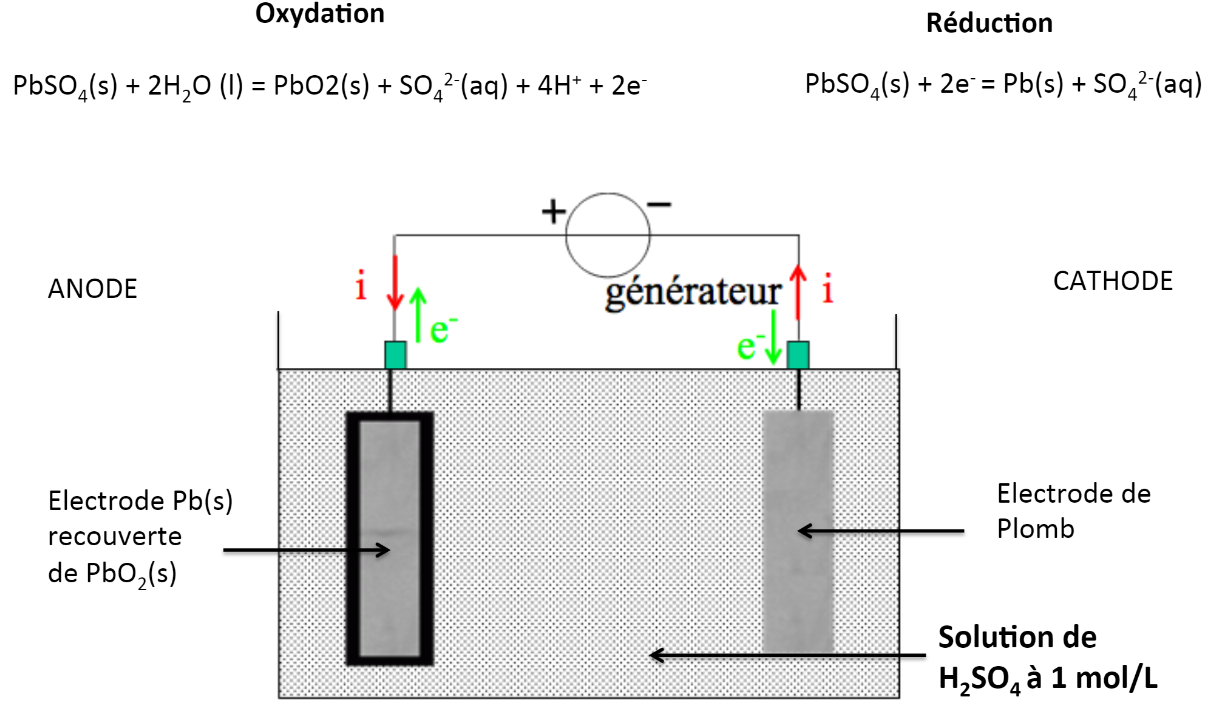 Oxydation
Réduction
PbSO₄(s) + 2H₂O (l) = PbO2(s) + SO₄²⁻(aq) + 4H⁺ + 2e⁻
PbSO₄(s) + 2e⁻ = Pb(s) + SO₄²⁻(aq)
+
−
ANODE
i
e⁻
générateur
e⁻
i
CATHODE
Electrode Pb(s)
recouverte
de PbO₂(s)
Electrode de
Plomb
Solution de
H₂SO₄ à 1 mol/L